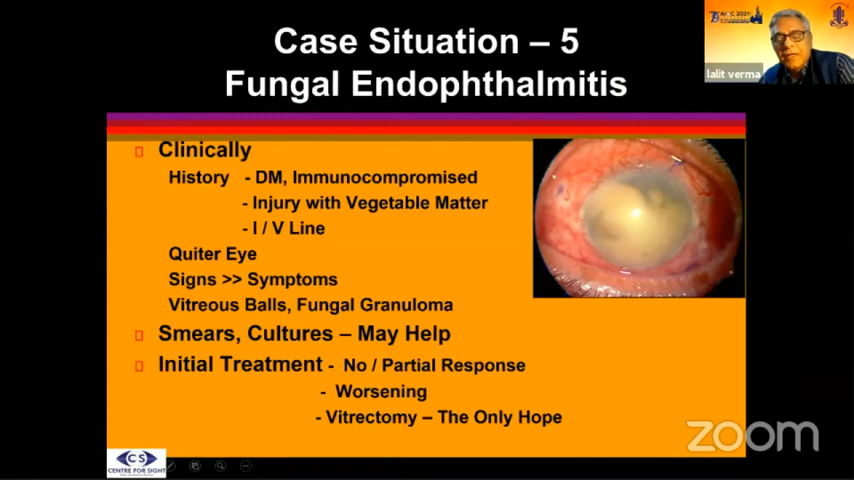 Case Situation – 5
Fungal Endophthalmitis
Clinically
History - DM, Immunocompromised
- Injury with Vegetable Matter
- I / V Line
Quiter Eye
Signs >> Symptoms
Vitreous Balls, Fungal Granuloma
Smears, Cultures – May Help
Initial Treatment - No / Partial Response
- Worsening
- Vitrectomy – The Only Hope
lalit verma
zoom
CS
CENTRE FOR SIGHT